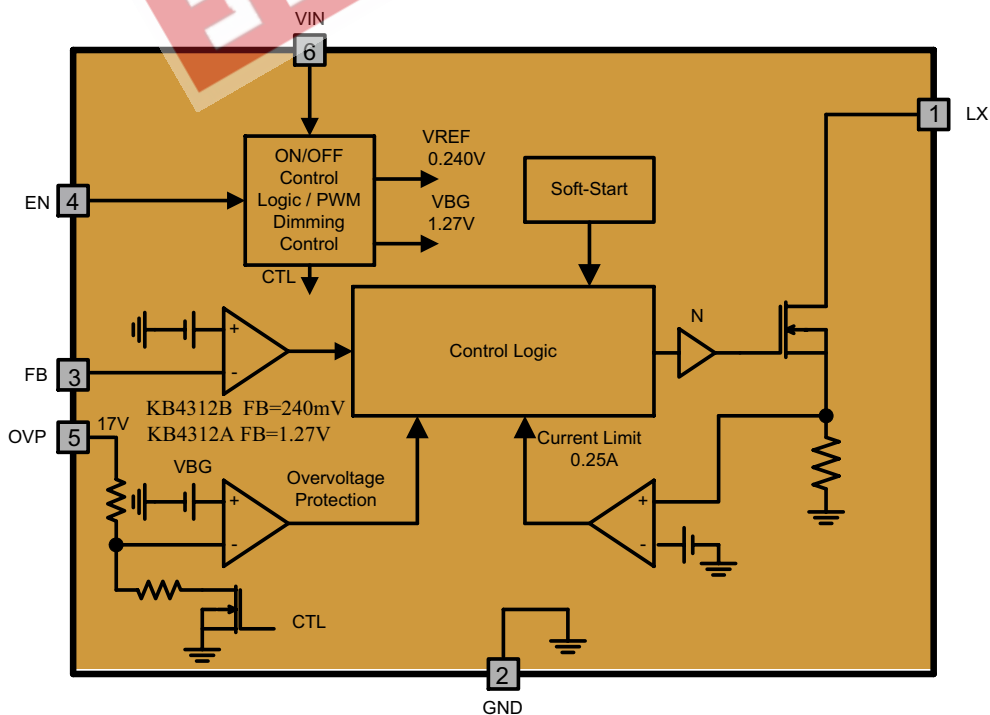 VIN
6
1
LX
VREF
0.240V
ON/OFF
Control
Logic / PWM
Dimming
Control
Soft-Start
VBG
1.27V
EN
4
CTL
N
+
Control Logic
FB
3
-
KB4312B FB=240mV
KB4312A FB=1.27V
OVP
5
17V
Current Limit
0.25A
VBG
Overvoltage
Protection
+
+
-
-
CTL
2
GND